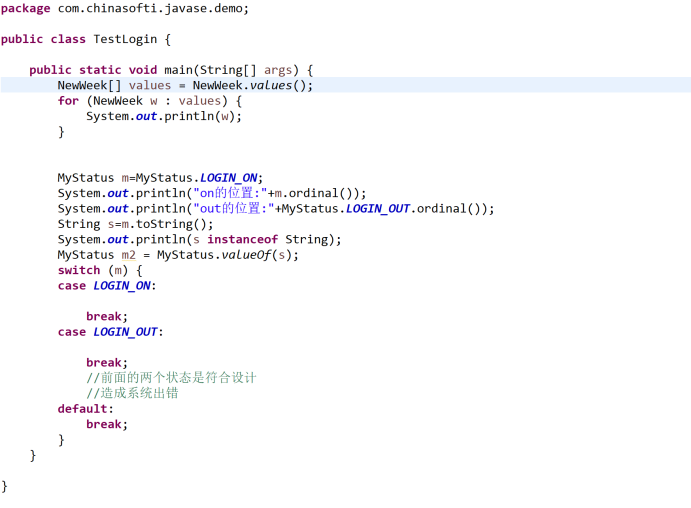 package com.chinasofti.javase.demo;
public class TestLogin {
public static void main(String[] args) {
NewWeek[] values = NewWeek.values();
for (NewWeek w : values) {
System.out.println(w);
}
MyStatus m=MyStatus.LOGIN_ON;
System.out.println("on的位置:"+m.ordinal());
System.out.println("out的位置:"+MyStatus.LOGIN_OUT.ordinal());
String s=m.toString();
System.out.println(s instanceof String);
MyStatus m2 = MyStatus.valueOf(s);
switch (m) {
case LOGIN_ON:
break;
case LOGIN_OUT:
break;
//前面的两个状态是符合设计
//造成系统出错
default:
break;
}
}
}